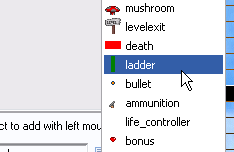 mushroom
levelexit
death
ladder
bullet
ammunition
life_controller
bonus
ct to add with left mou